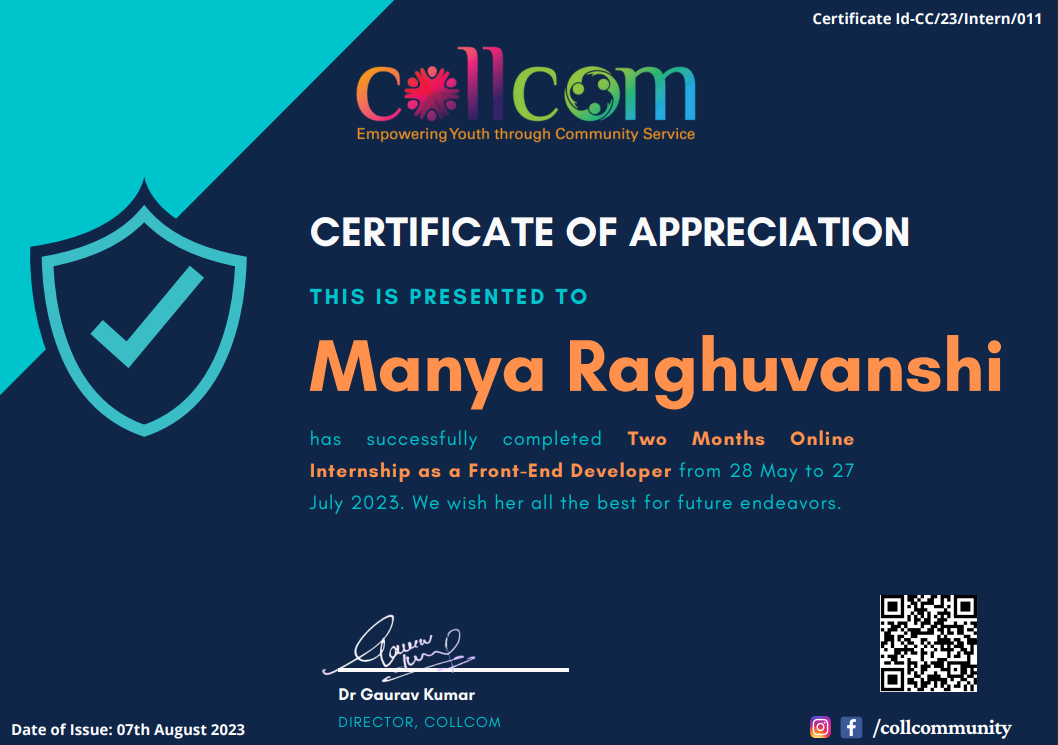 Certificate Id-CC/23/Intern/011
collcom
Empowering Youth through Community Service
CERTIFICATE OF APPRECIATION
THIS IS PRESENTED TO
Manya Raghuvanshi
has successfully completed Two Months Online
Internship as a Front-End Developer from 28 May to 27
July 2023. We wish her all the best for future endeavors.
Gaurav Kumar
Dr Gaurav Kumar
DIRECTOR, COLLCOM
Date of Issue: 07th August 2023
/collcommunity